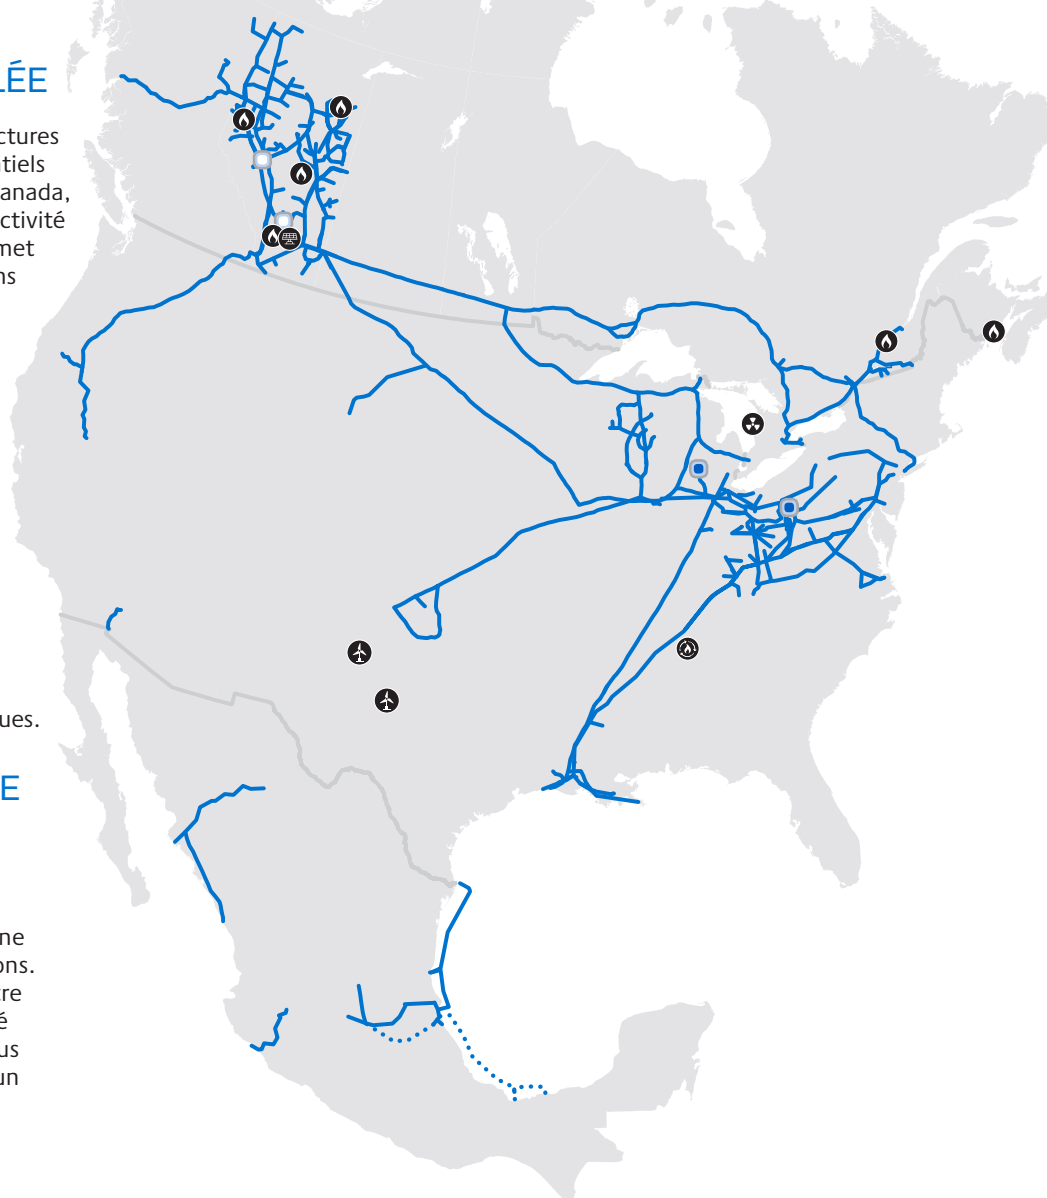 LÉE
ctures
tiels
anada,
ctivité
met
ns
ues.
E
ne
ons.
tre
é
us
un